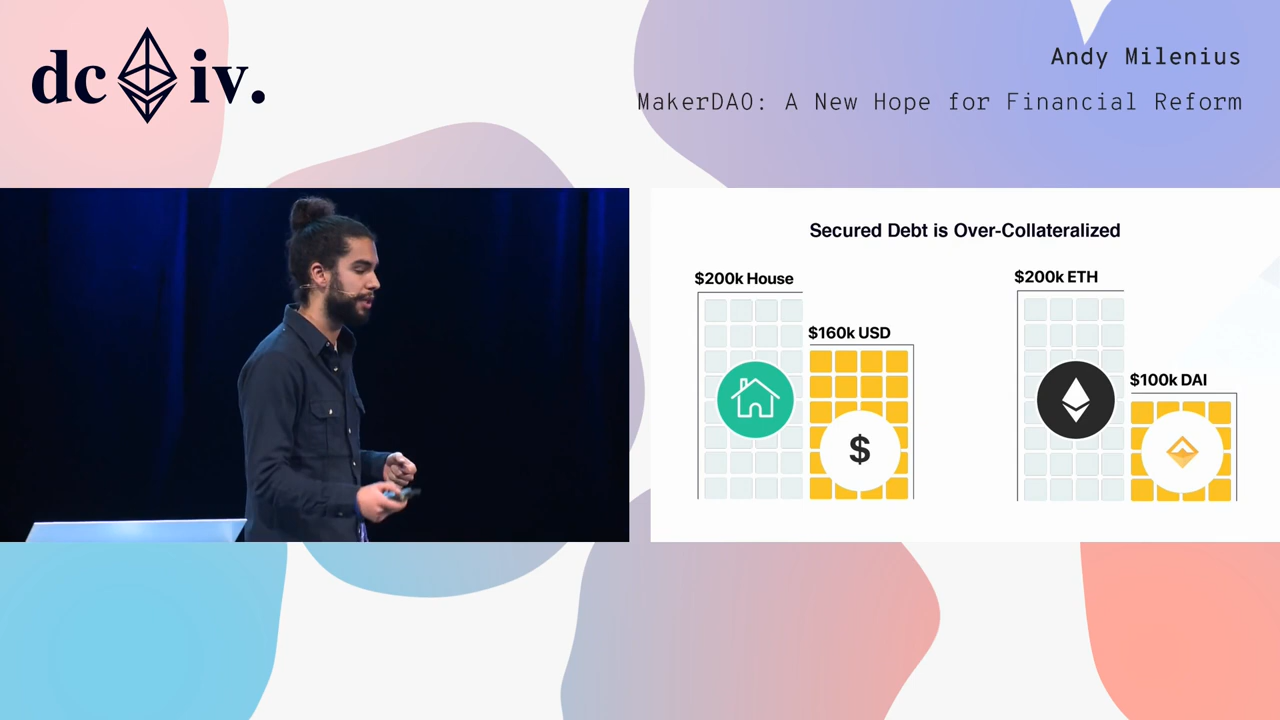 dc iv.
Andy Milenius
MakerDAO: A New Hope for Financial Reform
Secured Debt is Over-Collateralized
$200k House
$160k USD
$
$200k ETH
$100k DAI